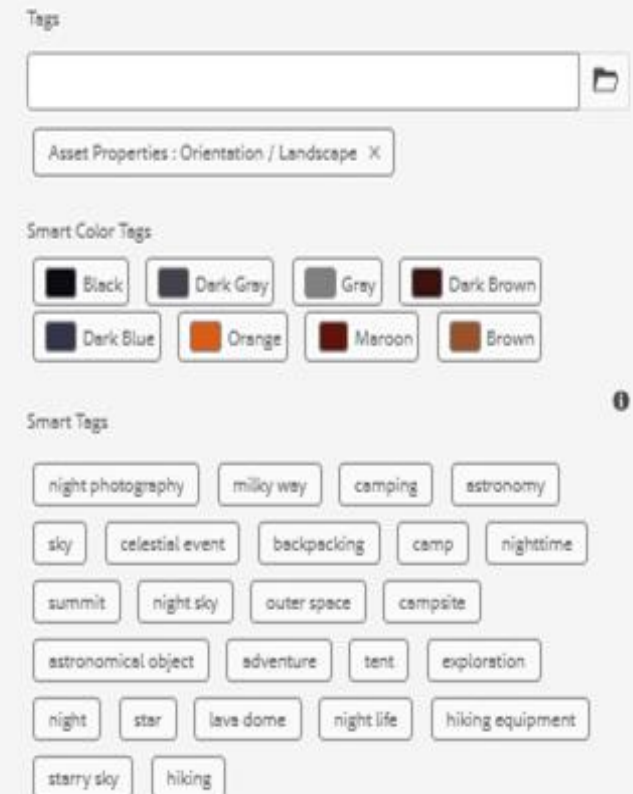 Tags
Asset Properties : Orientation / Landscape ×
Smart Color Tags
Black Dark Gray Gray Dark Brown
Dark Blue Orange Maroon Brown
Smart Tags
night photography milky way camping astronomy
sky celestial event backpacking camp nighttime
summit night sky outer space campsite
astronomical object adventure tent exploration
night star lava dome night life hiking equipment
starry sky hiking